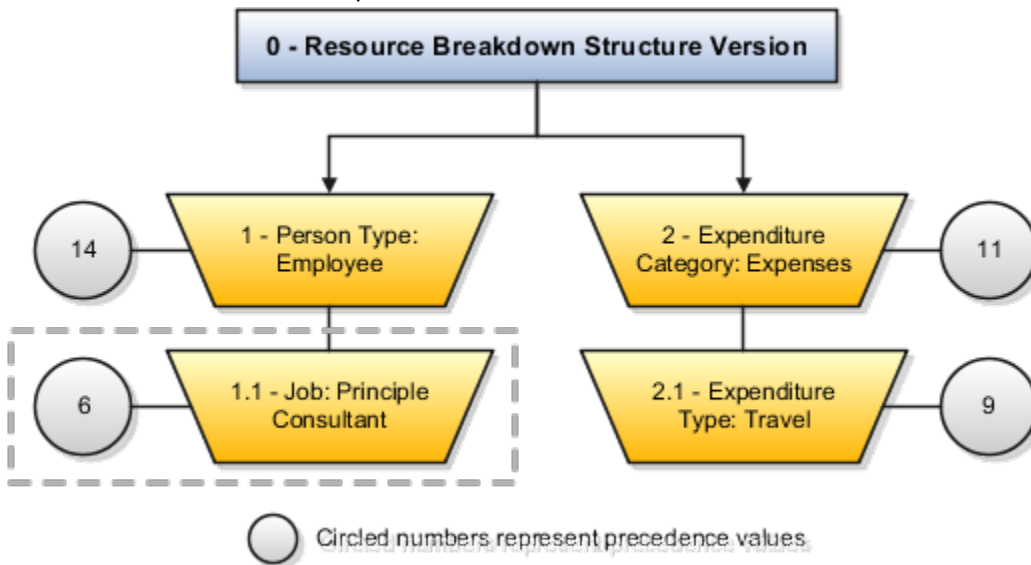 0 - Resource Breakdown Structure Version
14
1 - Person Type:
Employee
2 - Expenditure
Category: Expenses
11
6
1.1 - Job: Principle
Consultant
2.1 - Expenditure
Type: Travel
9
Circled numbers represent precedence values